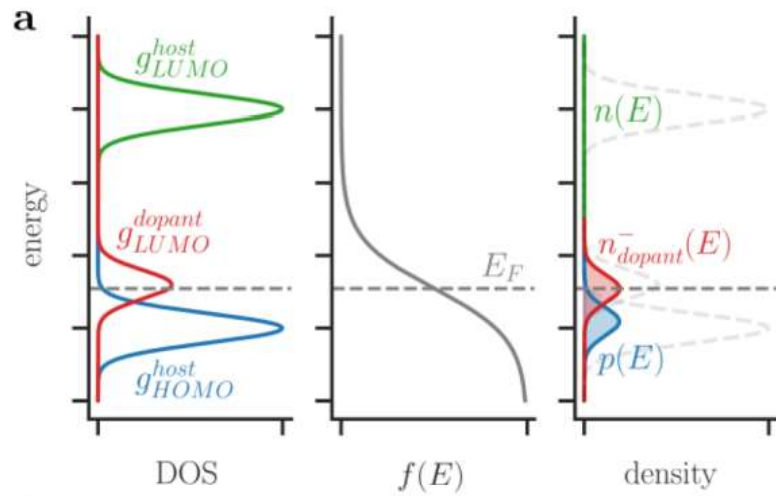 a
energy
g_{LUMO}^{host}
g_{LUMO}^{dopant}
g_{HOMO}^{host}
DOS
E_F
f(E)
n(E)
n_{dopant}^{-}(E)
p(E)
density